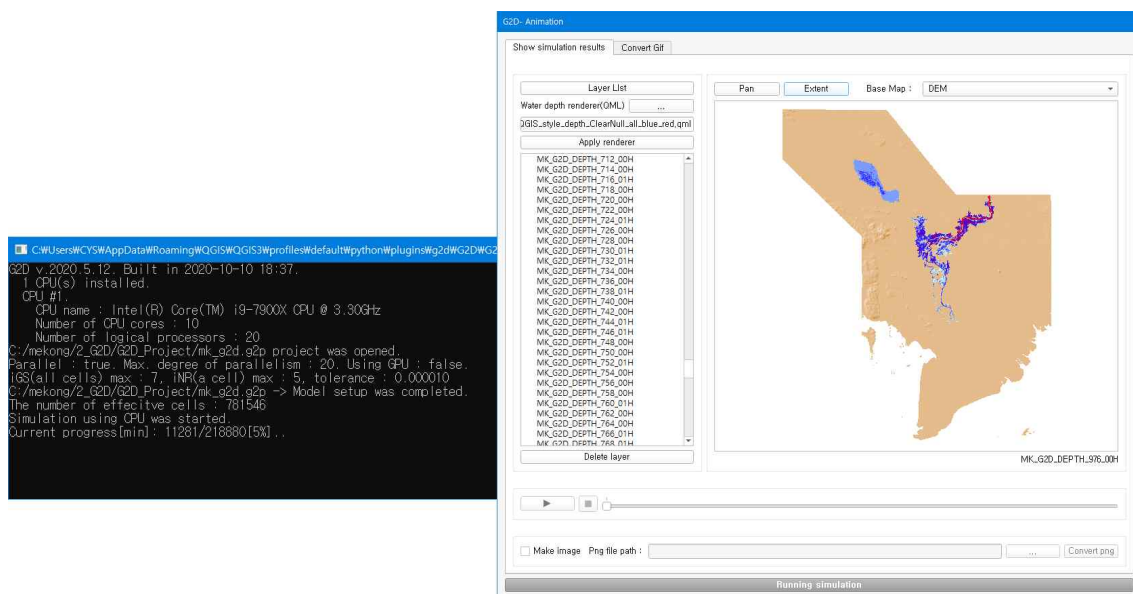 C:₩Users₩CYS₩AppData₩Roaming₩QGIS₩QGIS3₩profiles₩default₩python₩plugins₩g2d₩G2D₩G2
G2D v.2020.5.12. Built in 2020-10-10 18:37.
1 CPU(s) installed.
CPU #1.
CPU name : Intel(R) Core(TM) i9-7900X CPU @ 3.30GHz
Number of CPU cores : 10
Number of logical processors : 20
C:/mekong/2_G2D/G2D_Project/mk_g2d.g2p project was opened.
Parallel : true. Max. degree of parallelism : 20. Using GPU : false.
iGS(all cells) max : 7, iNR(a cell) max : 5, tolerance : 0.000010
C:/mekong/2_G2D/G2D_Project/mk_g2d.g2p -> Model setup was completed.
The number of effecitve cells : 781546
Simulation using CPU was started.
Current progress[min] : 11281/218880[5%]..
G2D- Animation
Show simulation results
Convert Gif
Layer List
Water depth renderer(QML)
...
QGIS_style_depth_ClearNull_all_blue_red,qml
Apply renderer
MK_G2D_DEPTH_712_00H
MK_G2D_DEPTH_714_00H
MK_G2D_DEPTH_716_01H
MK_G2D_DEPTH_718_00H
MK_G2D_DEPTH_720_00H
MK_G2D_DEPTH_722_00H
MK_G2D_DEPTH_724_01H
MK_G2D_DEPTH_726_00H
MK_G2D_DEPTH_728_00H
MK_G2D_DEPTH_730_01H
MK_G2D_DEPTH_732_01H
MK_G2D_DEPTH_734_00H
MK_G2D_DEPTH_736_00H
MK_G2D_DEPTH_738_01H
MK_G2D_DEPTH_740_00H
MK_G2D_DEPTH_742_00H
MK_G2D_DEPTH_744_01H
MK_G2D_DEPTH_746_01H
MK_G2D_DEPTH_748_00H
MK_G2D_DEPTH_750_00H
MK_G2D_DEPTH_752_01H
MK_G2D_DEPTH_754_00H
MK_G2D_DEPTH_756_00H
MK_G2D_DEPTH_758_00H
MK_G2D_DEPTH_760_01H
MK_G2D_DEPTH_762_00H
MK_G2D_DEPTH_764_00H
MK_G2D_DEPTH_766_01H
MK_G2D_DEPTH_768_01H
Delete layer
Pan
Extent
Base Map :
DEM
MK_G2D_DEPTH_976_00H
Make image
Png file path :
...
Convert png
Running simulation